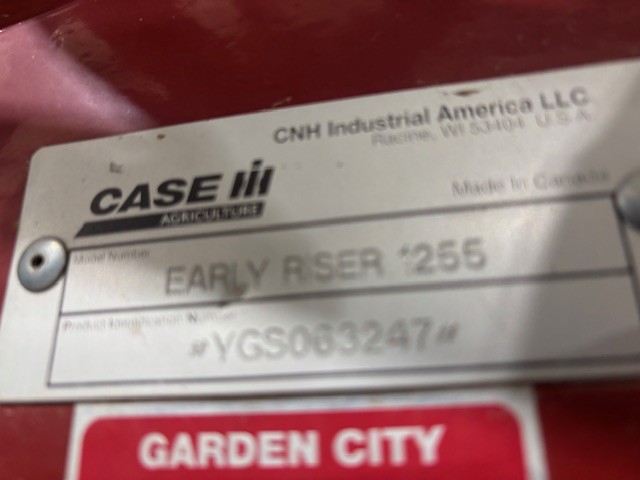 CNH Industrial America LLC
Racine, WI 53404 U.S.A.
CASE IH
AGRICULTURE
Made In Canada
Model Number
EARLY RISER 1255
Product Identification Number
*YGS063247*
GARDEN CITY